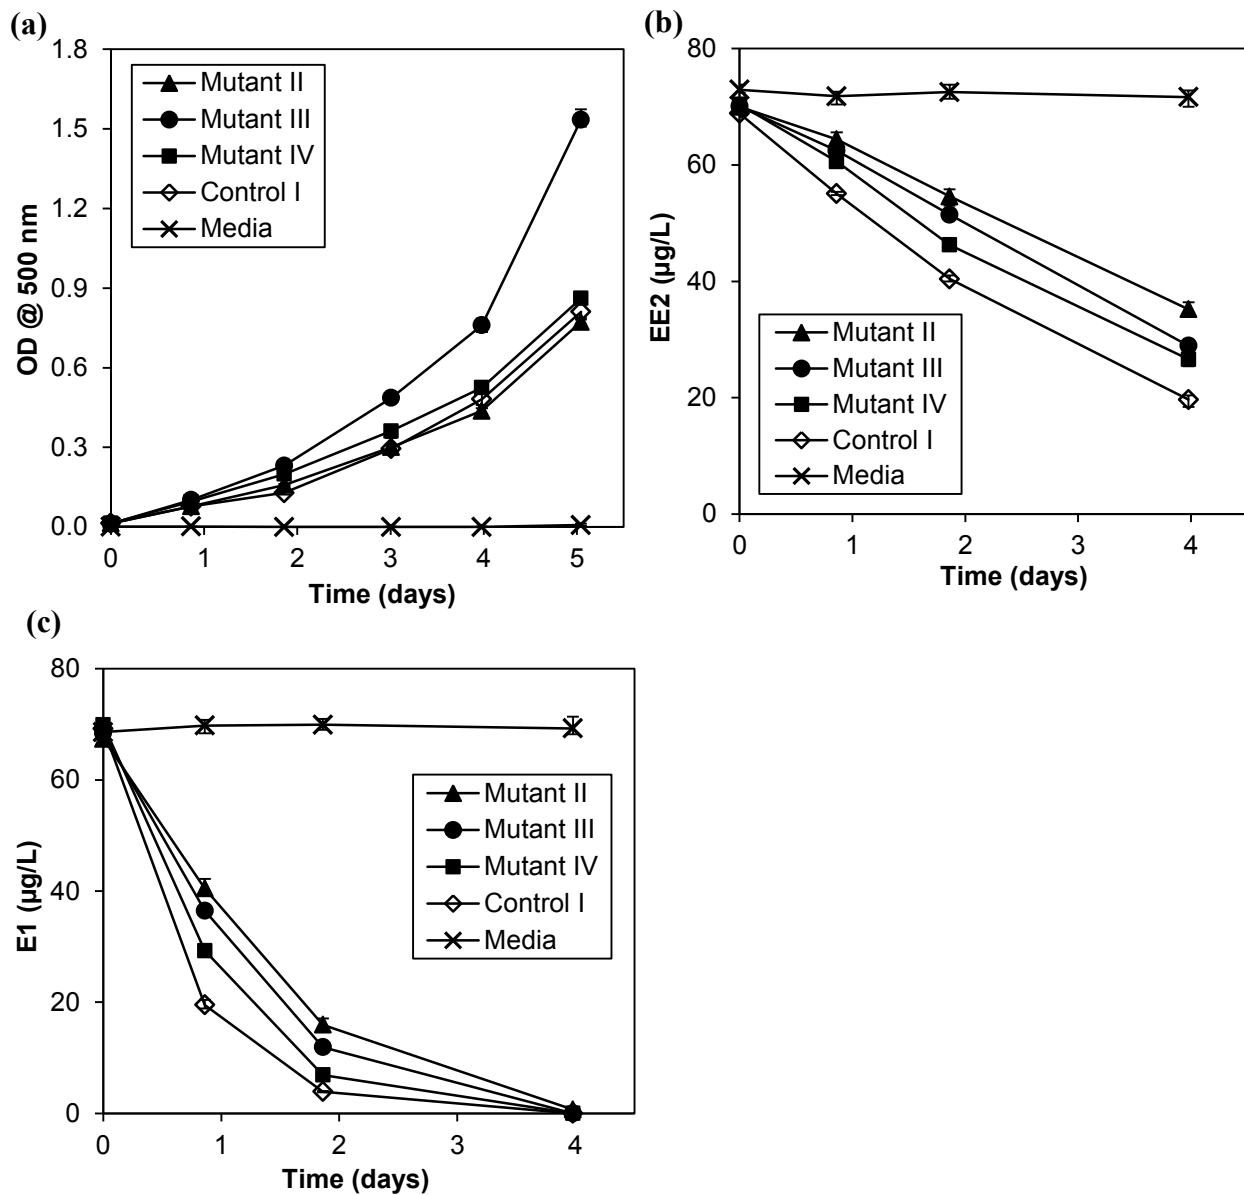 (a)
1.8
1.5
1.2
0.9
0.6
0.3
0.0
OD @ 500 nm
Mutant II
Mutant III
Mutant IV
Control I
Media
0 1 2 3 4 5
Time (days)
(b)
80
60
40
20
0
EE2 (µg/L)
Mutant II
Mutant III
Mutant IV
Control I
Media
0 1 2 3 4
Time (days)
(c)
80
60
40
20
0
E1 (µg/L)
Mutant II
Mutant III
Mutant IV
Control I
Media
0 1 2 3 4
Time (days)